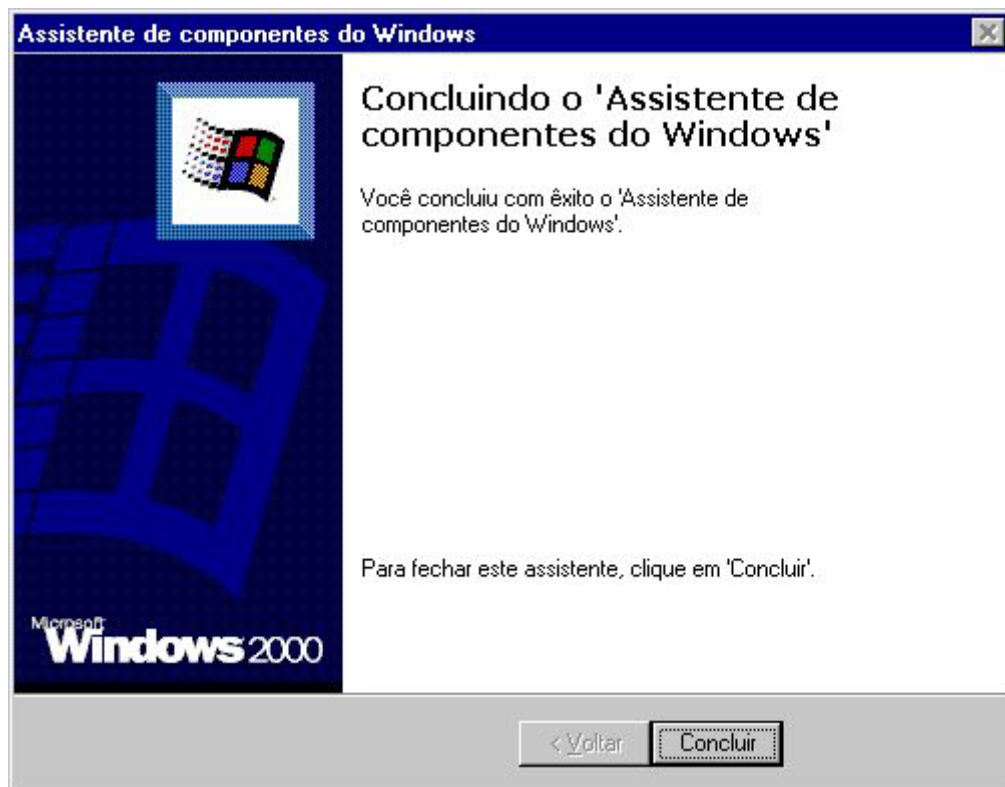 Assistente de componentes do Windows
Concluindo o 'Assistente de
componentes do Windows'
Você concluiu com êxito o 'Assistente de
componentes do Windows'.
Para fechar este assistente, clique em 'Concluir'.
Microsoft
Windows 2000
< Voltar
Concluir